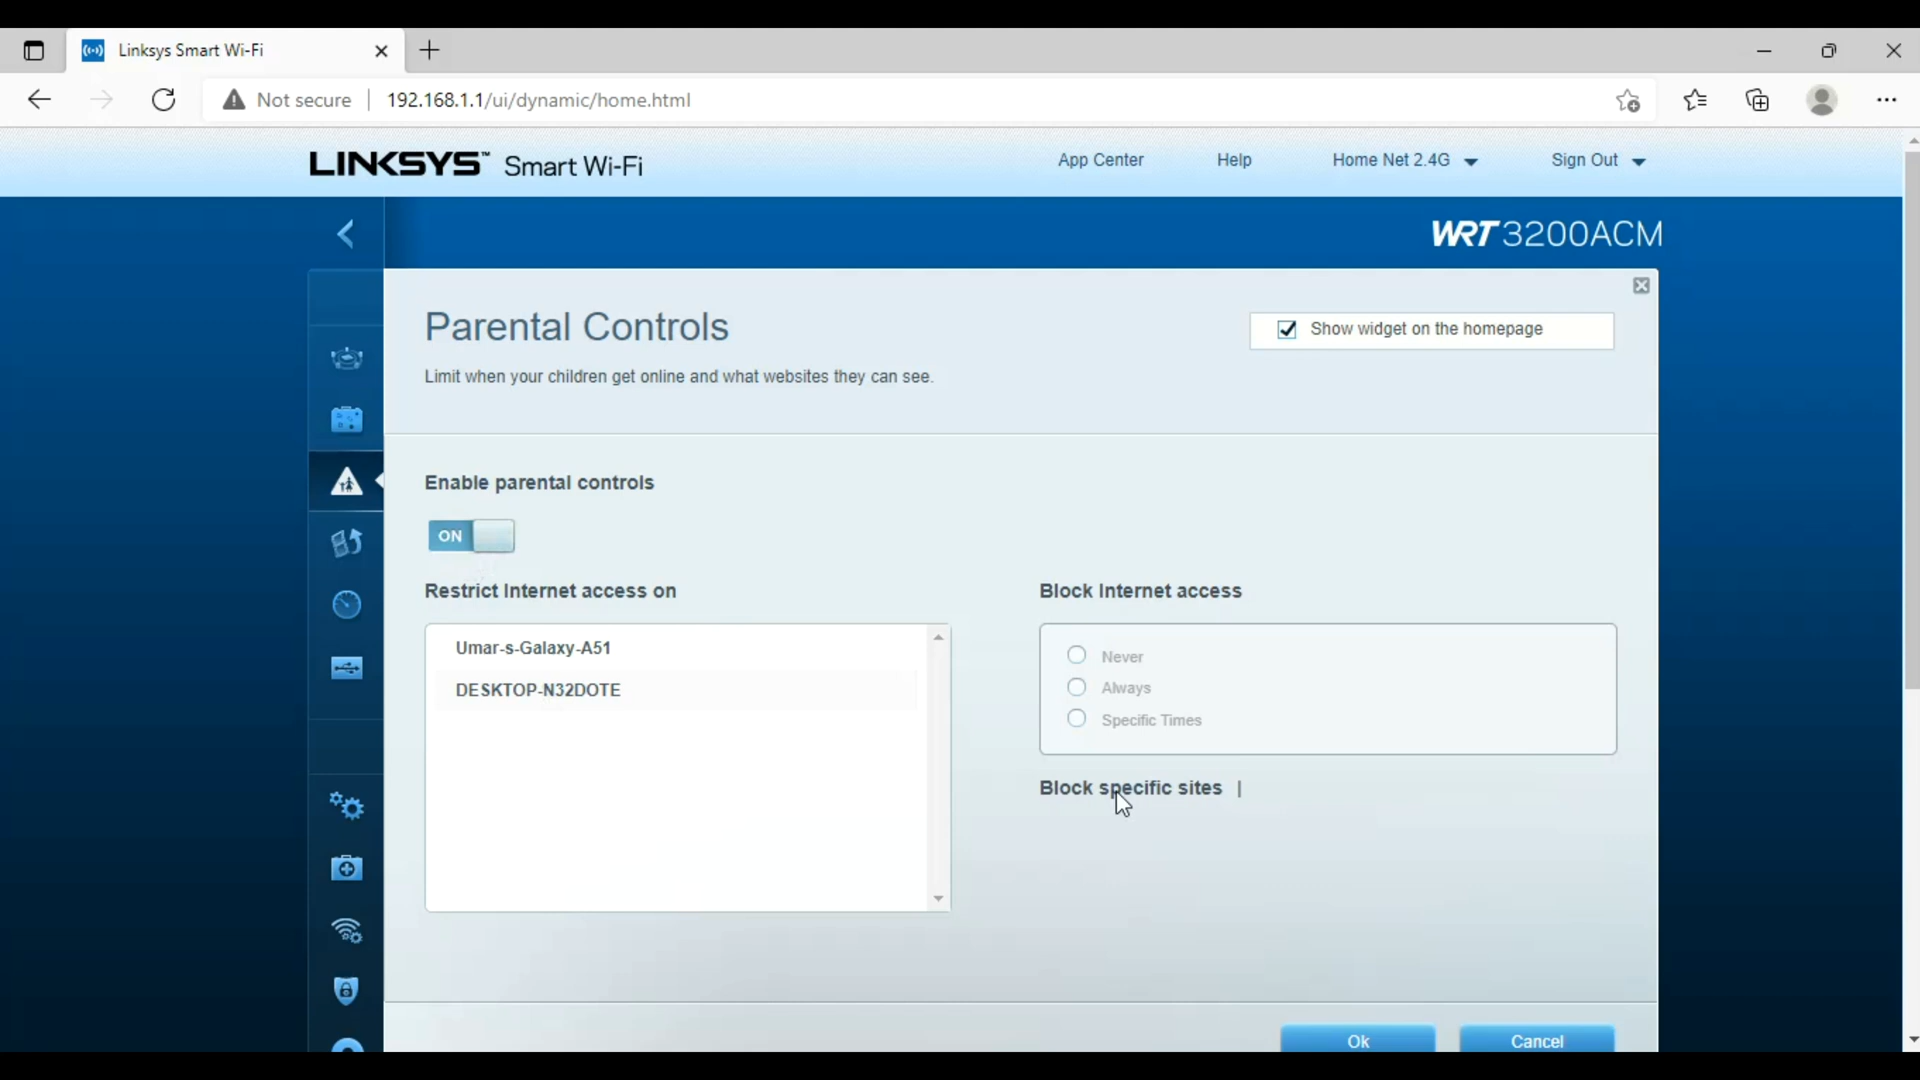 Linksys Smart Wi-Fi
Not secure | 192.168.1.1/ui/dynamic/home.html
LINKSYS™ Smart Wi-Fi
App Center Help Home Net 2.4G Sign Out
WRT3200ACM
Parental Controls
Show widget on the homepage
Limit when your children get online and what websites they can see.
Enable parental controls
ON
Restrict Internet access on
Umar-s-Galaxy-A51
DESKTOP-N32DOTE
Block Internet access
Never
Always
Specific Times
Block specific sites |
Ok Cancel